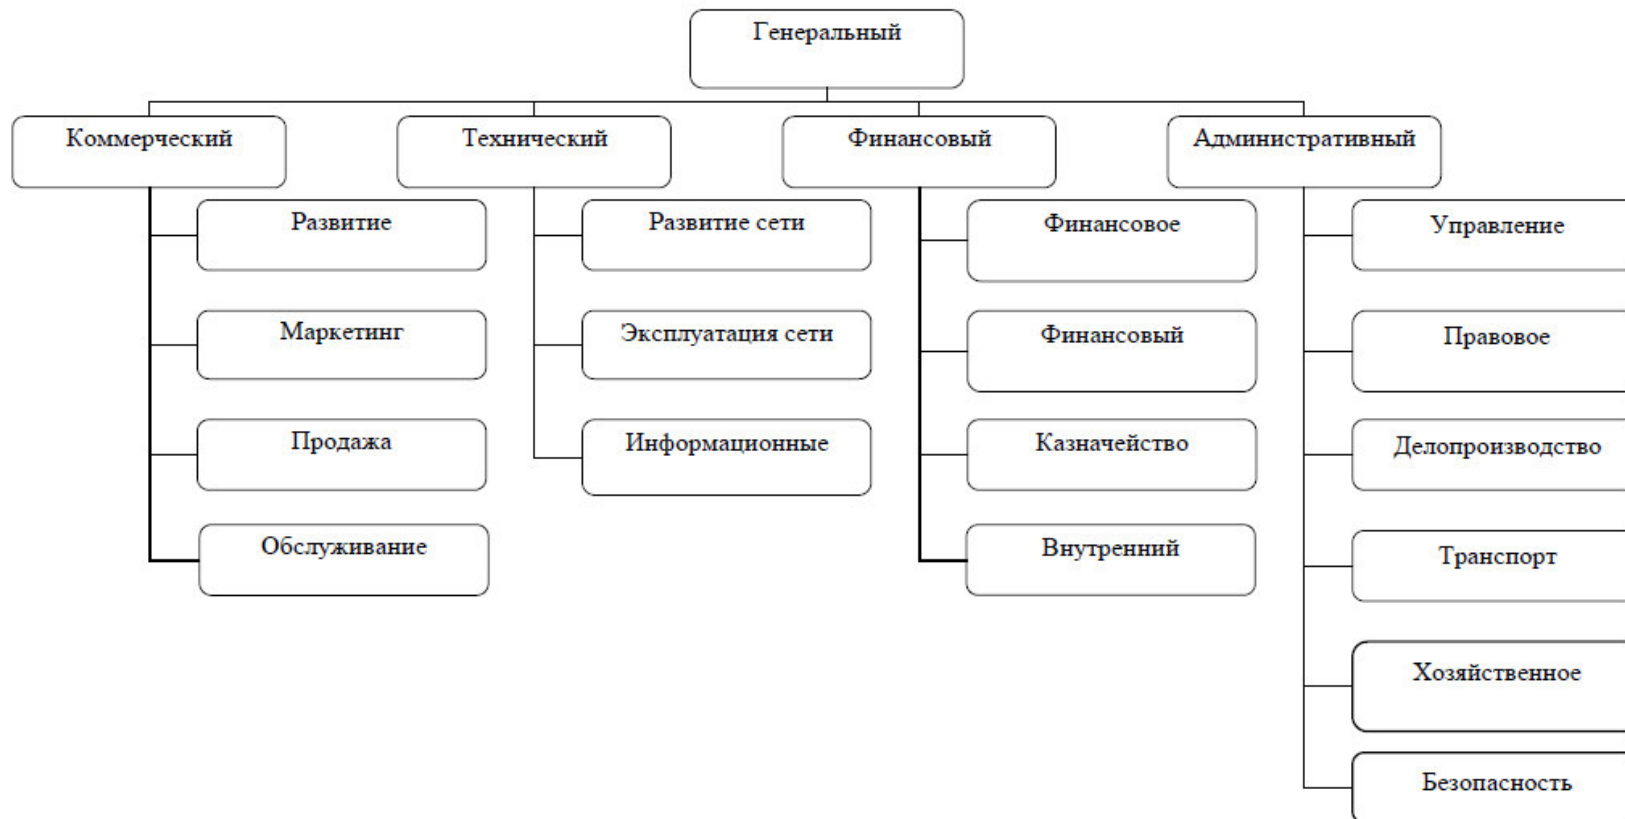 Генеральный
Коммерческий
Технический
Финансовый
Административный
Развитие
Развитие сети
Финансовое
Управление
Маркетинг
Эксплуатация сети
Финансовый
Правовое
Продажа
Информационные
Казначейство
Делопроизводство
Обслуживание
Внутренний
Транспорт
Хозяйственное
Безопасность